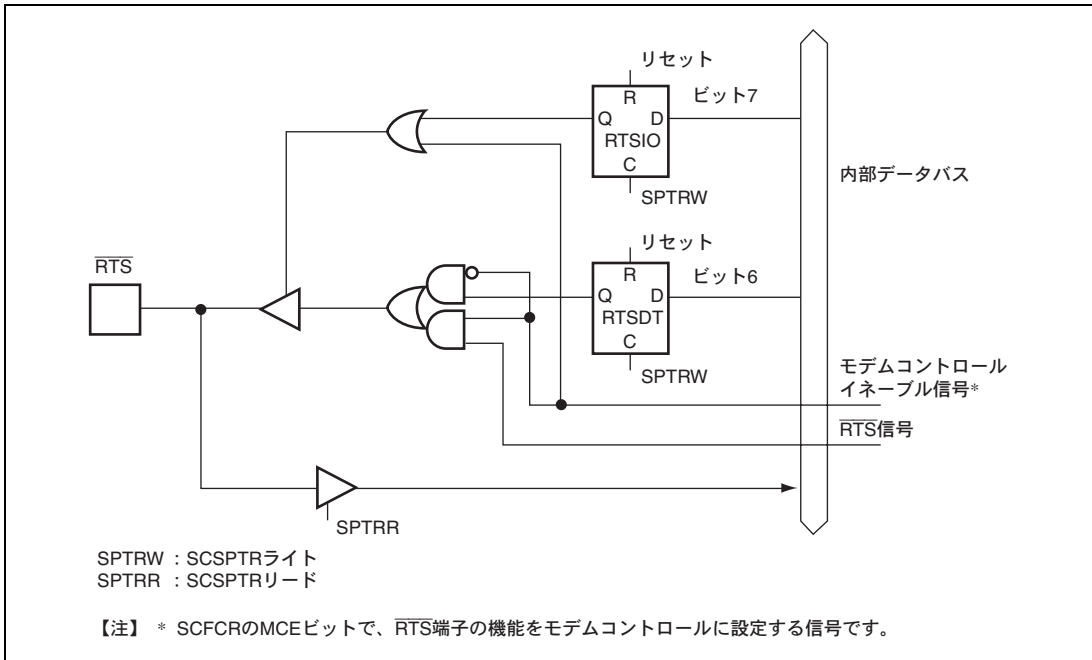 リセット
R
ビット7
Q D
RTSIO
C
SPTRW
内部データバス
リセット
R
ビット6
Q D
RTSDT
C
SPTRW
RTS
モデムコントロール
イネーブル信号*
RTS信号
SPTRR
SPTRW : SCSPTRライト
SPTRR : SCSPTRリード
【注】 * SCFCRのMCEビットで、RTS端子の機能をモデムコントロールに設定する信号です。